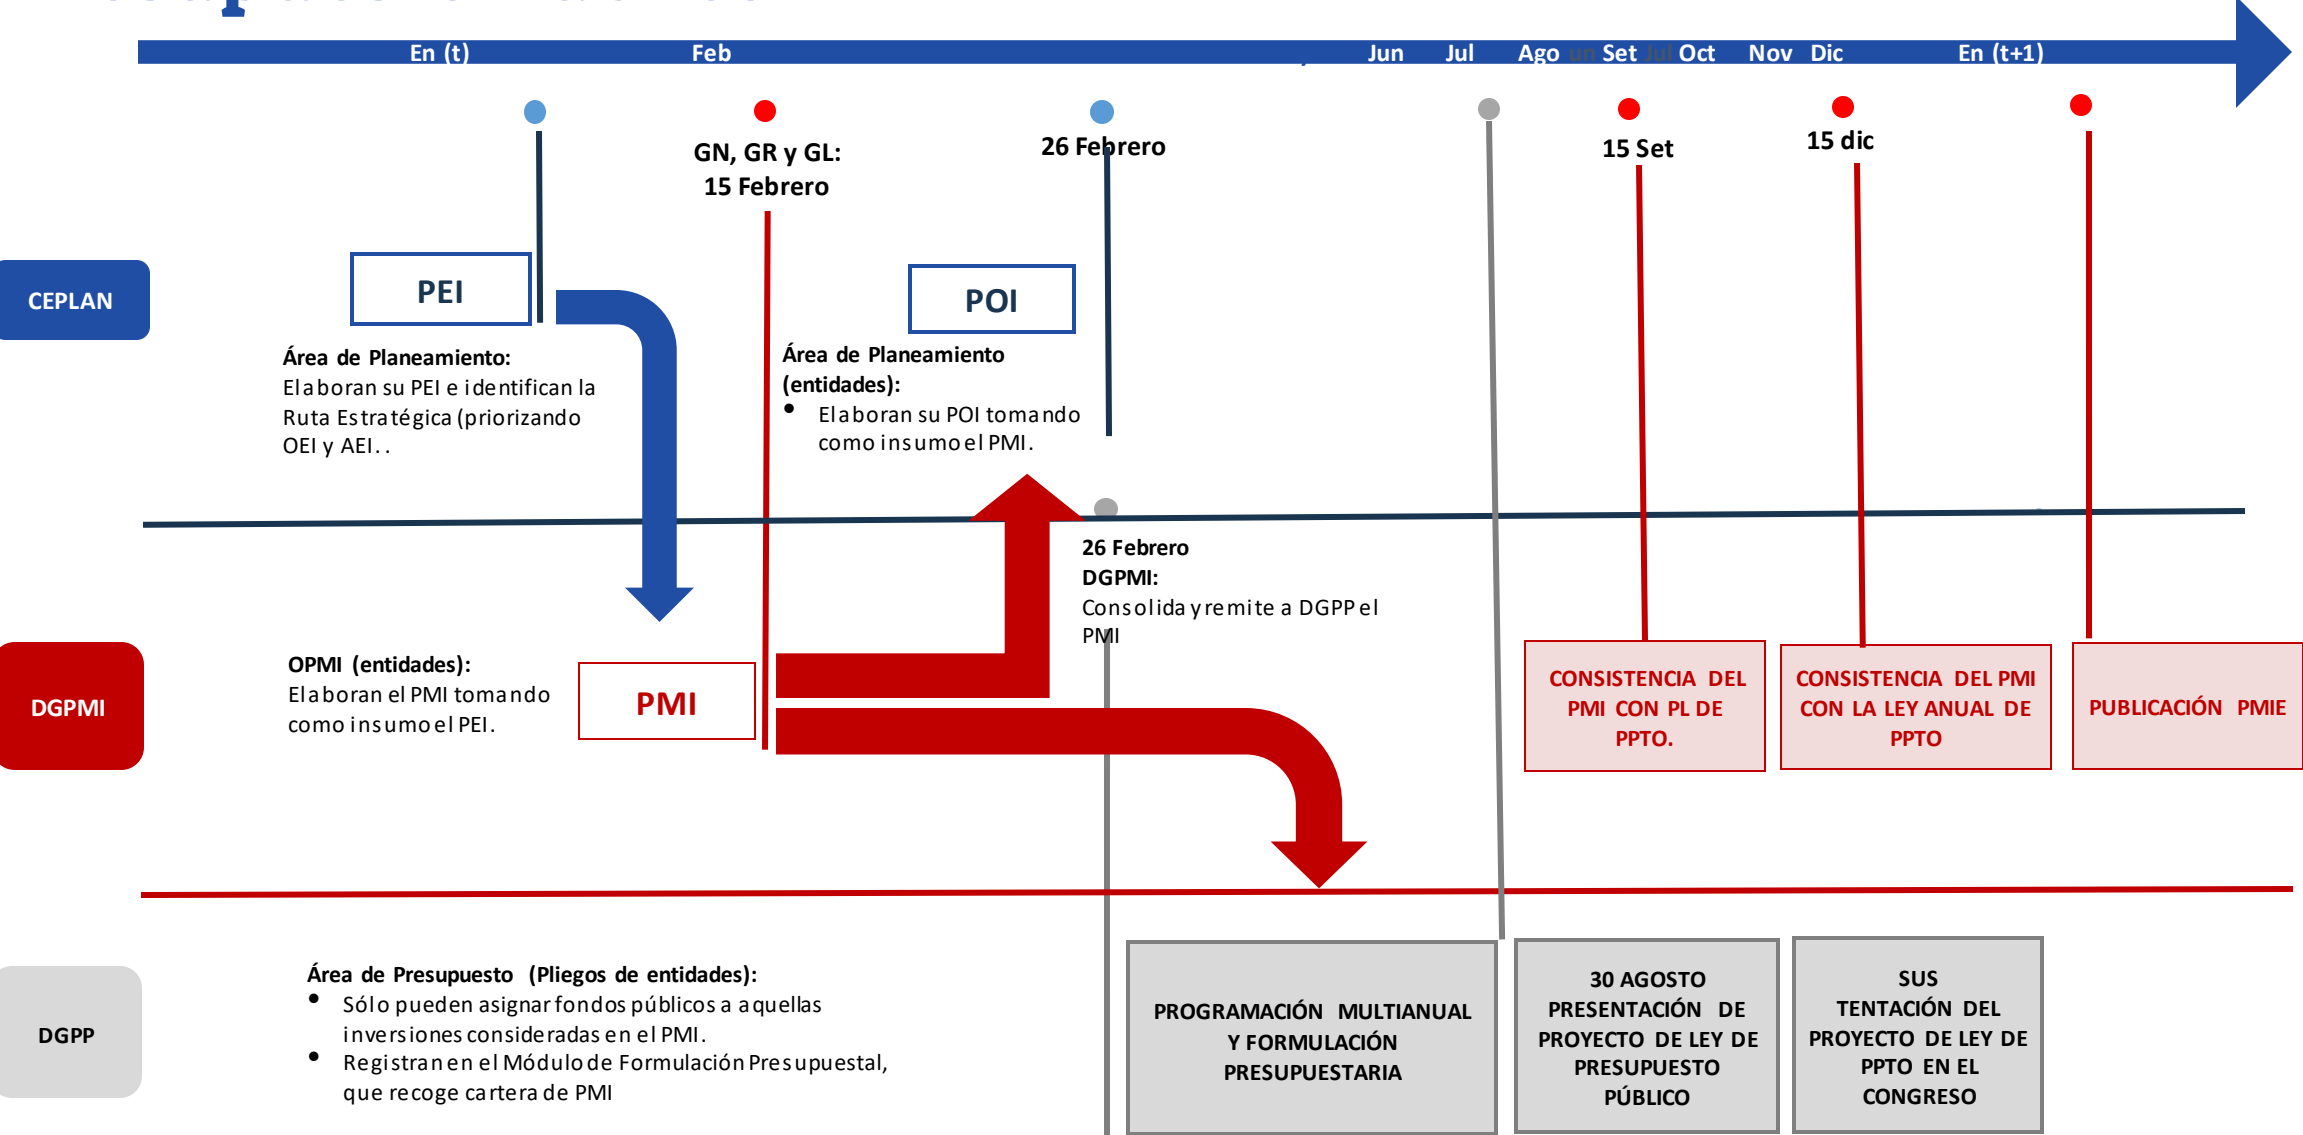 En (t) Feb Jun Jul Ago Set Oct Nov Dic En (t+1)
GN, GR y GL:
15 Febrero
26 Febrero
15 Set
15 dic
CEPLAN
PEI
Área de Planeamiento:
Elaboran su PEI e identifican la
Ruta Estratégica (priorizando
OEI y AEI. .
POI
Área de Planeamiento
(entidades):
• Elaboran su POI tomando
como insumo el PMI.
26 Febrero
DGPMI:
Consolida y remite a DGPP el
PMI
DGPMI
OPMI (entidades):
Elaboran el PMI tomando
como insumo el PEI.
PMI
CONSISTENCIA DEL
PMI CON PL DE
PPTO.
CONSISTENCIA DEL PMI
CON LA LEY ANUAL DE
PPTO
PUBLICACIÓN PMIE
DGPP
Área de Presupuesto (Pliegos de entidades):
• Sólo pueden asignar fondos públicos a aquellas
inversiones consideradas en el PMI.
• Registran en el Módulo de Formulación Presupuestal,
que recoge cartera de PMI
PROGRAMACIÓN MULTIANUAL
Y FORMULACIÓN
PRESUPUESTARIA
30 AGOSTO
PRESENTACIÓN DE
PROYECTO DE LEY DE
PRESUPUESTO
PÚBLICO
SUS
TENTACIÓN DEL
PROYECTO DE LEY DE
PPTO EN EL
CONGRESO